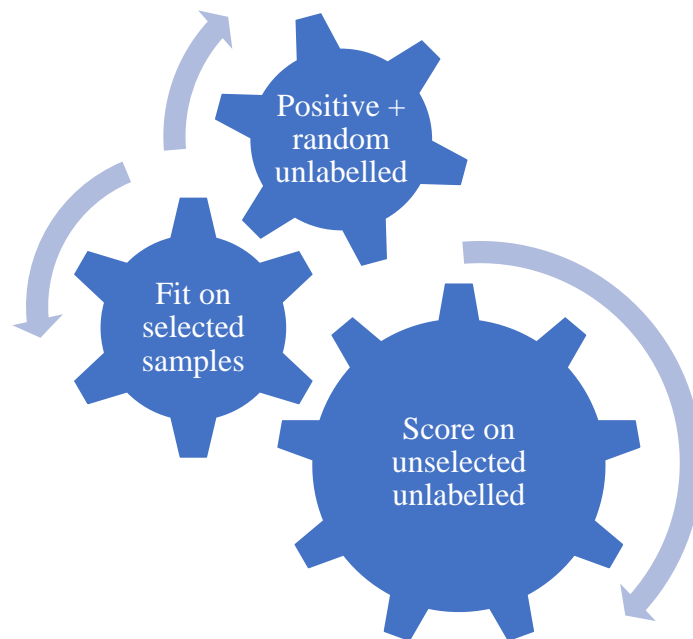 Positive +
random
unlabelled
Fit on
selected
samples
Score on
unselected
unlabelled